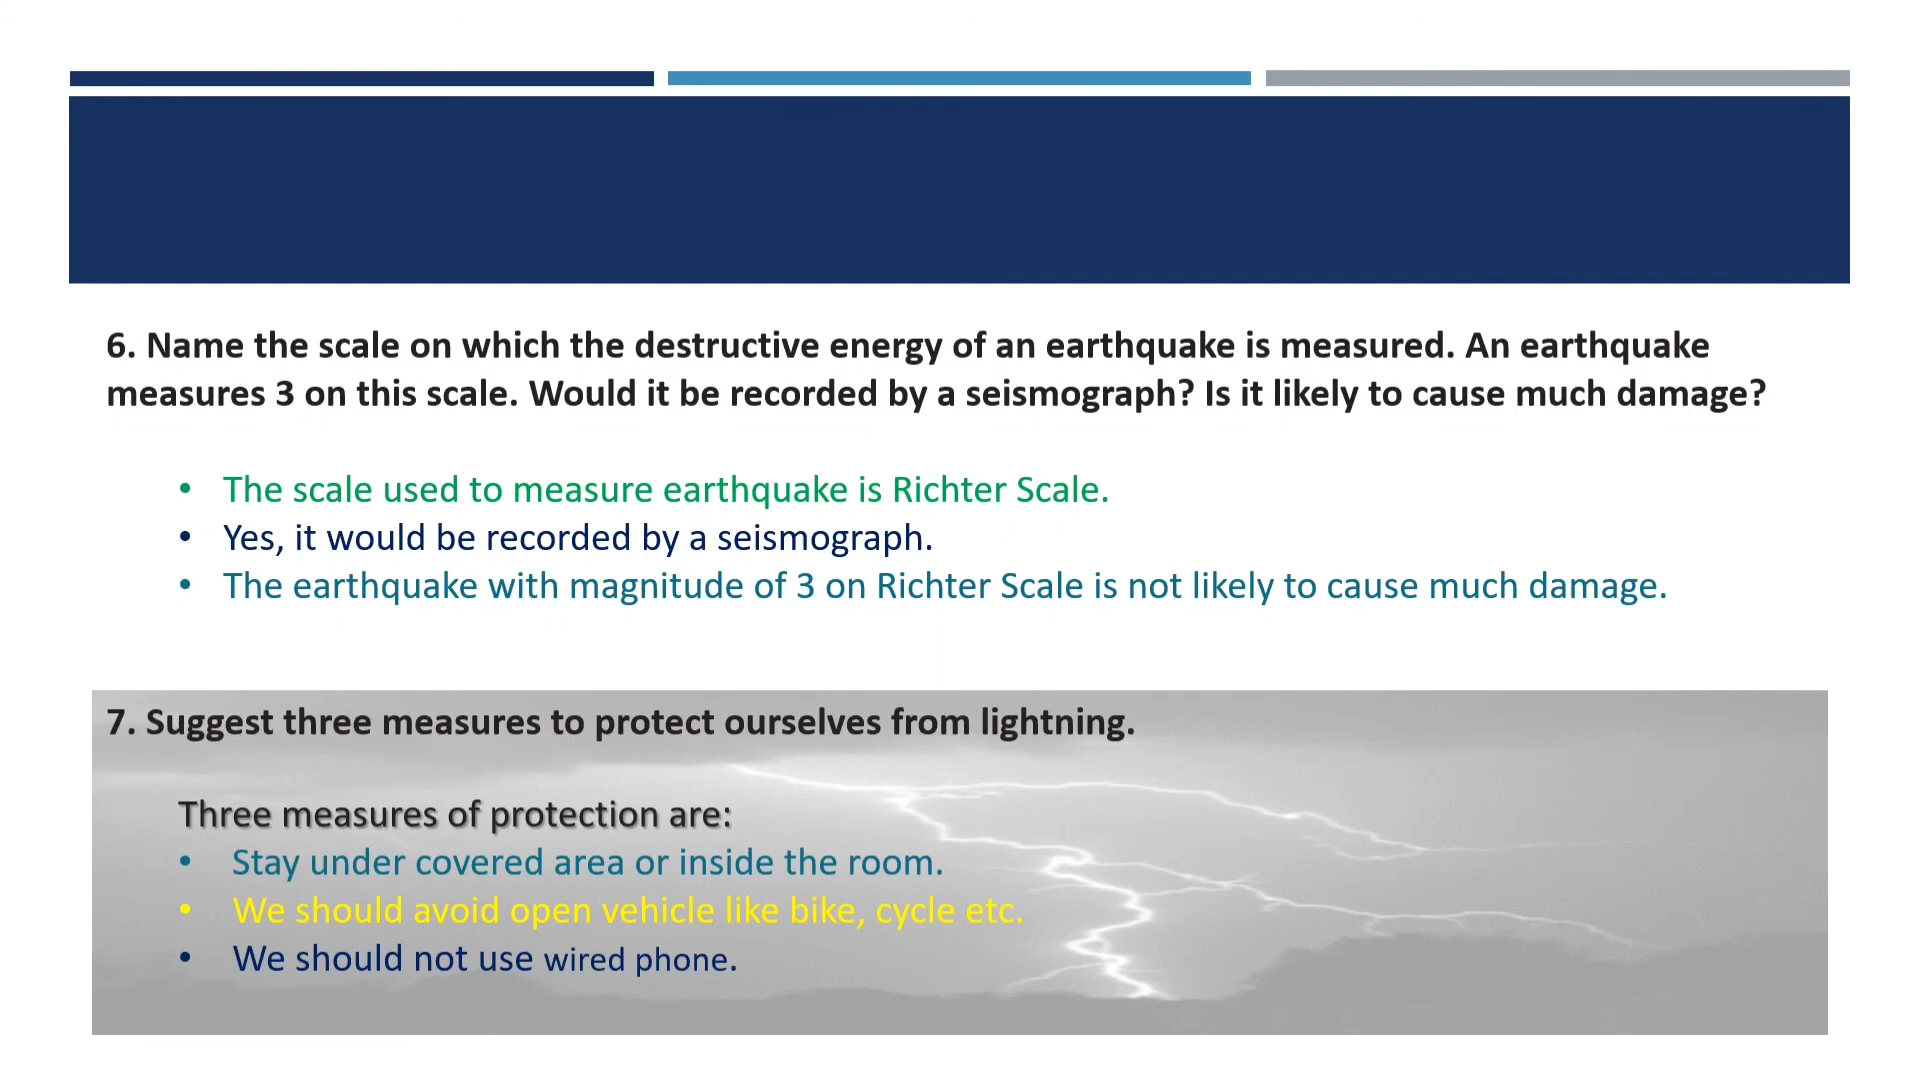 6. Name the scale on which the destructive energy of an earthquake is measured. An earthquake
measures 3 on this scale. Would it be recorded by a seismograph? Is it likely to cause much damage?
• The scale used to measure earthquake is Richter Scale.
• Yes, it would be recorded by a seismograph.
• The earthquake with magnitude of 3 on Richter Scale is not likely to cause much damage.
7. Suggest three measures to protect ourselves from lightning.
Three measures of protection are:
• Stay under covered area or inside the room.
• We should avoid open vehicle like bike, cycle etc.
• We should not use wired phone.